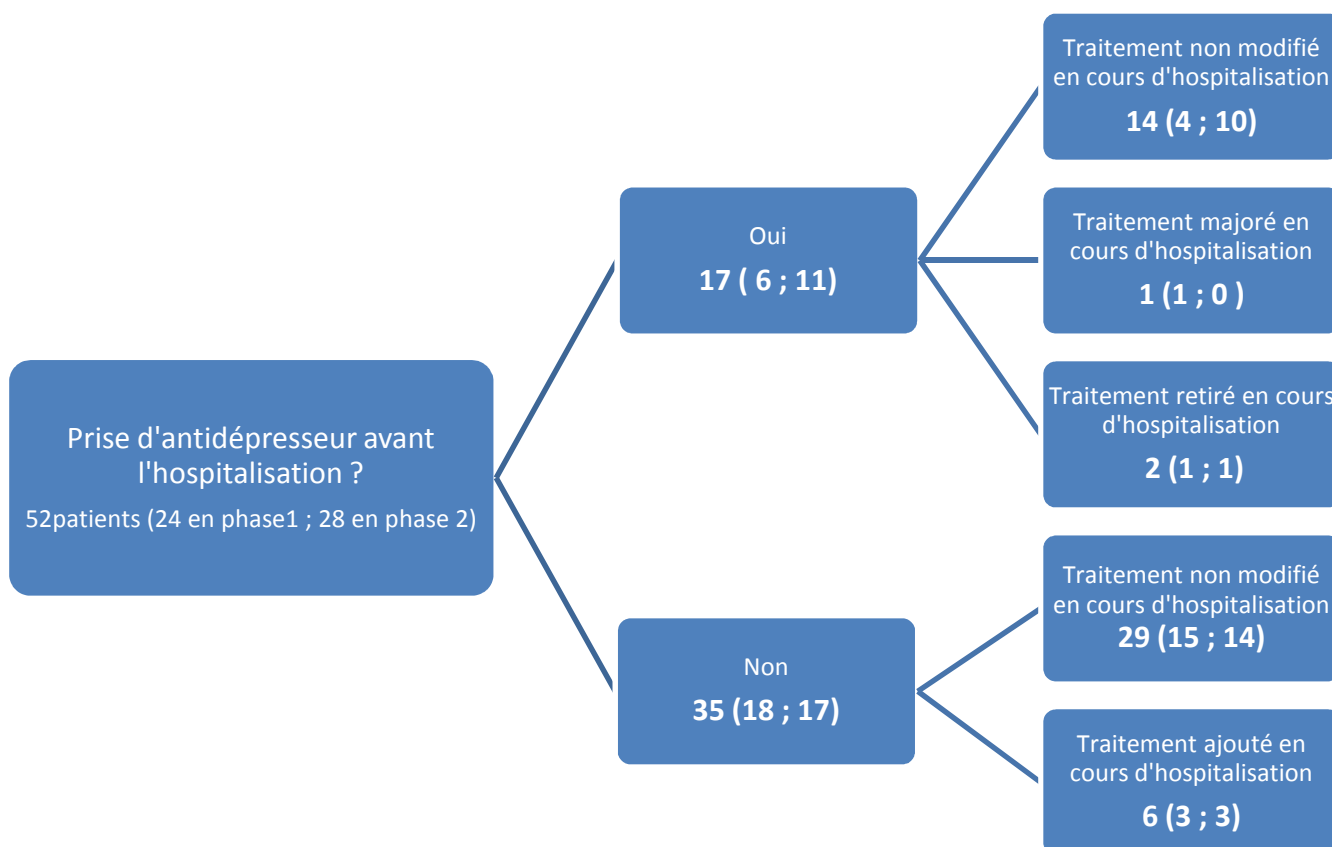 Prise d'antidépresseur avant
l'hospitalisation ?
52patients (24 en phase1 ; 28 en phase 2)
Oui
17 ( 6 ; 11)
Traitement non modifié
en cours d'hospitalisation
14 (4 ; 10)
Traitement majoré en
cours d'hospitalisation
1 (1 ; 0 )
Traitement retiré en cours
d'hospitalisation
2 (1 ; 1)
Non
35 (18 ; 17)
Traitement non modifié
en cours d'hospitalisation
29 (15 ; 14)
Traitement ajouté en
cours d'hospitalisation
6 (3 ; 3)